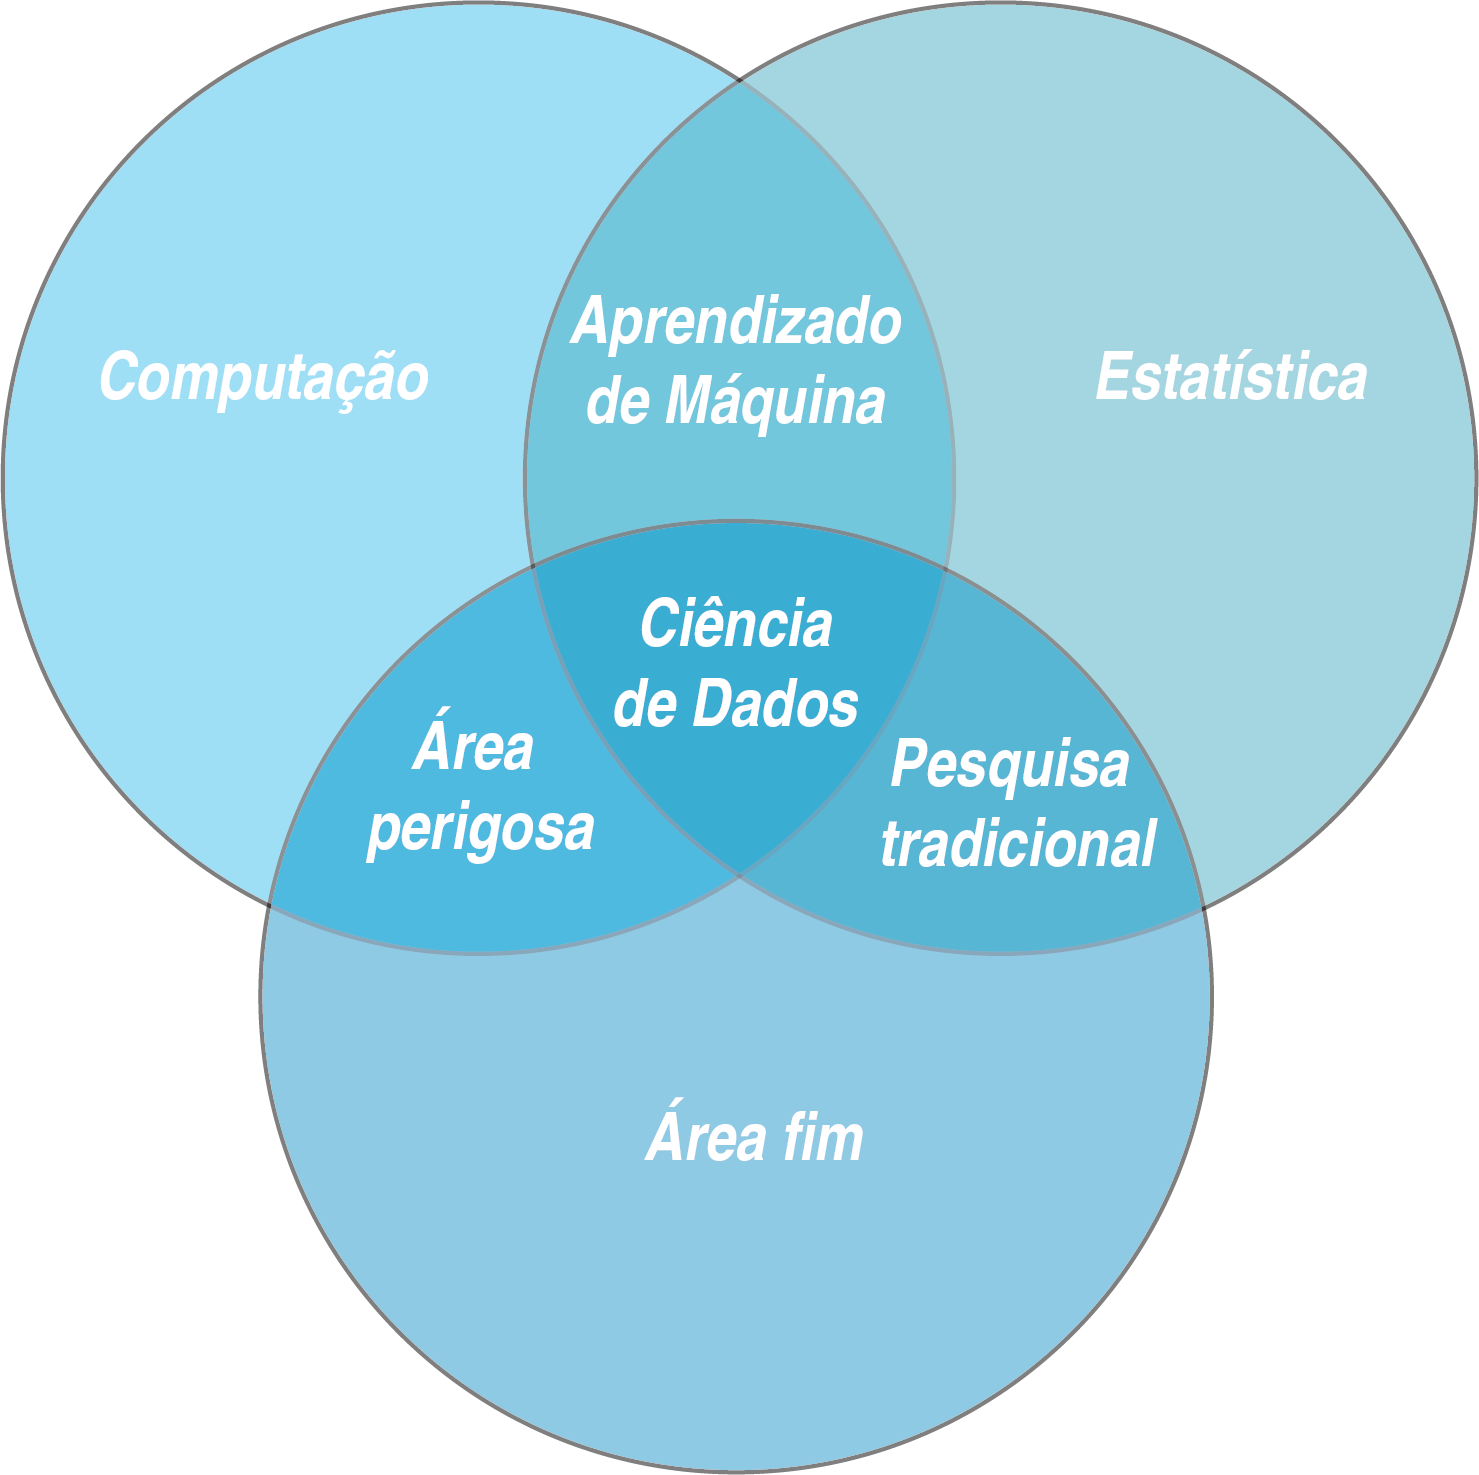 Computação
Aprendizado
de Máquina
Estatística
Ciência
de Dados
Área
perigosa
Pesquisa
tradicional
Área fim